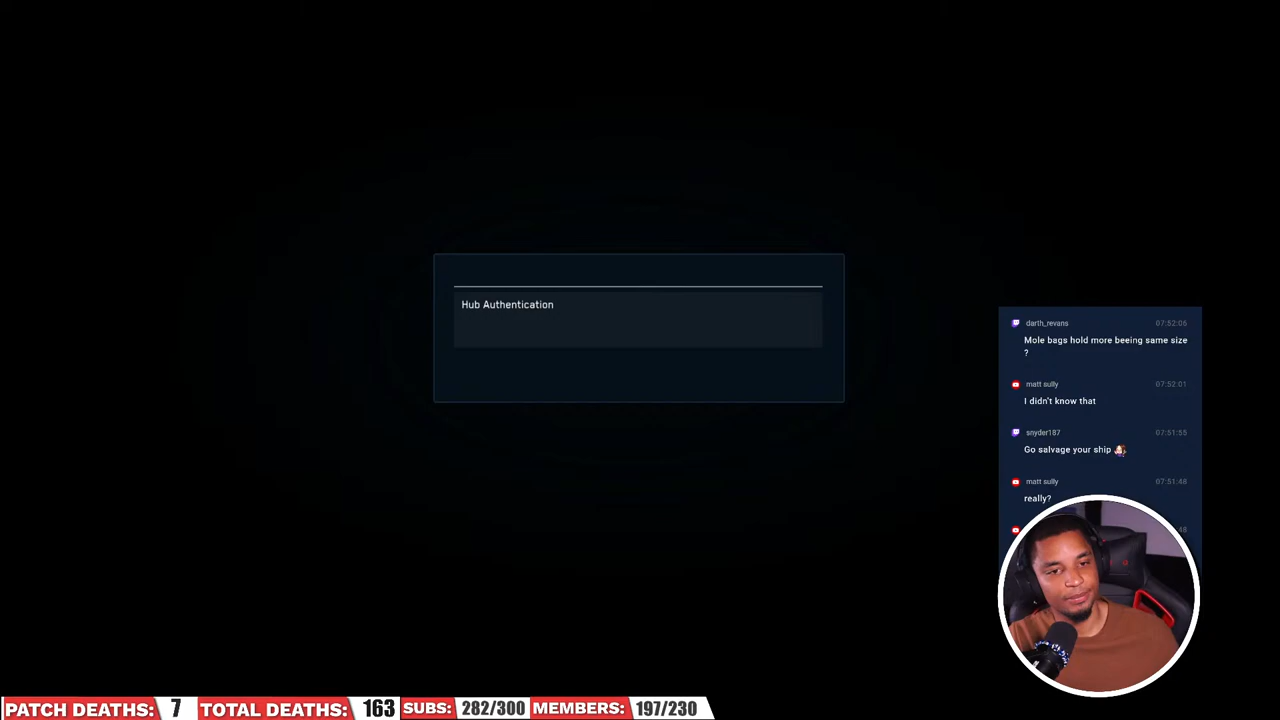 Hub Authentication
darth_revans 07:52:06
Mole bags hold more beeing same size
?
matt sully 07:52:01
I didn't know that
snyder187 07:51:55
Go salvage your ship
matt sully 07:51:48
really?
PATCH DEATHS: 7 TOTAL DEATHS: 163 SUBS: 282/300 MEMBERS: 197/230